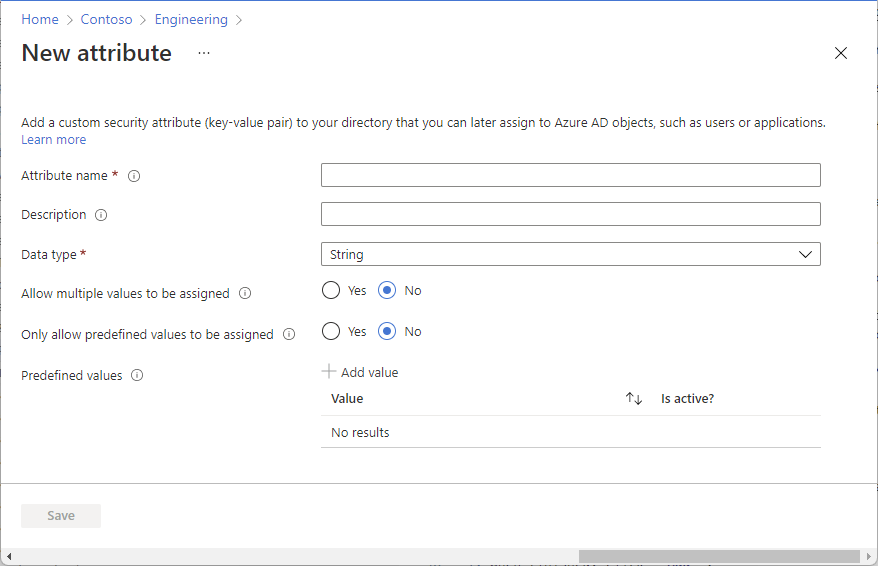 Home > Contoso > Engineering >
New attribute ...
Add a custom security attribute (key-value pair) to your directory that you can later assign to Azure AD objects, such as users or applications.
Learn more
Attribute name *
Description
Data type *
String
Allow multiple values to be assigned
Yes No
Only allow predefined values to be assigned
Yes No
Predefined values
Add value
Value Is active?
No results
Save